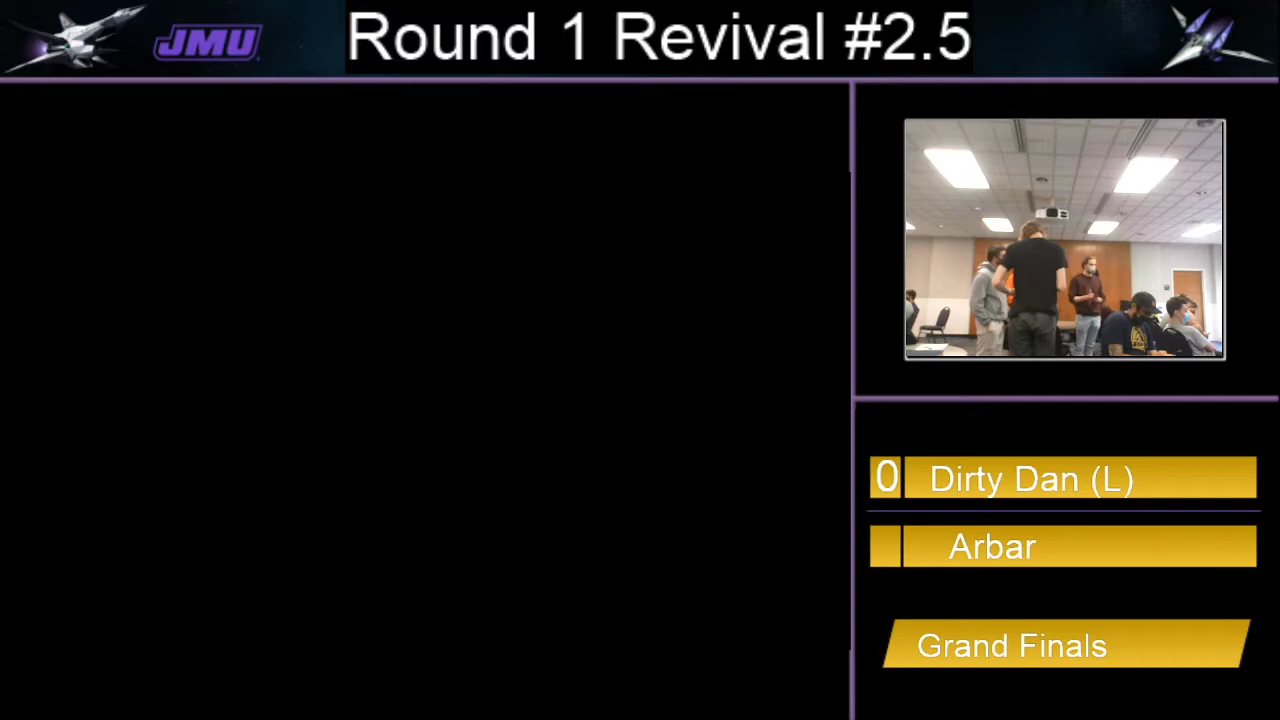 JMU
Round 1 Revival #2.5
0 Dirty Dan (L)
Arbar
Grand Finals